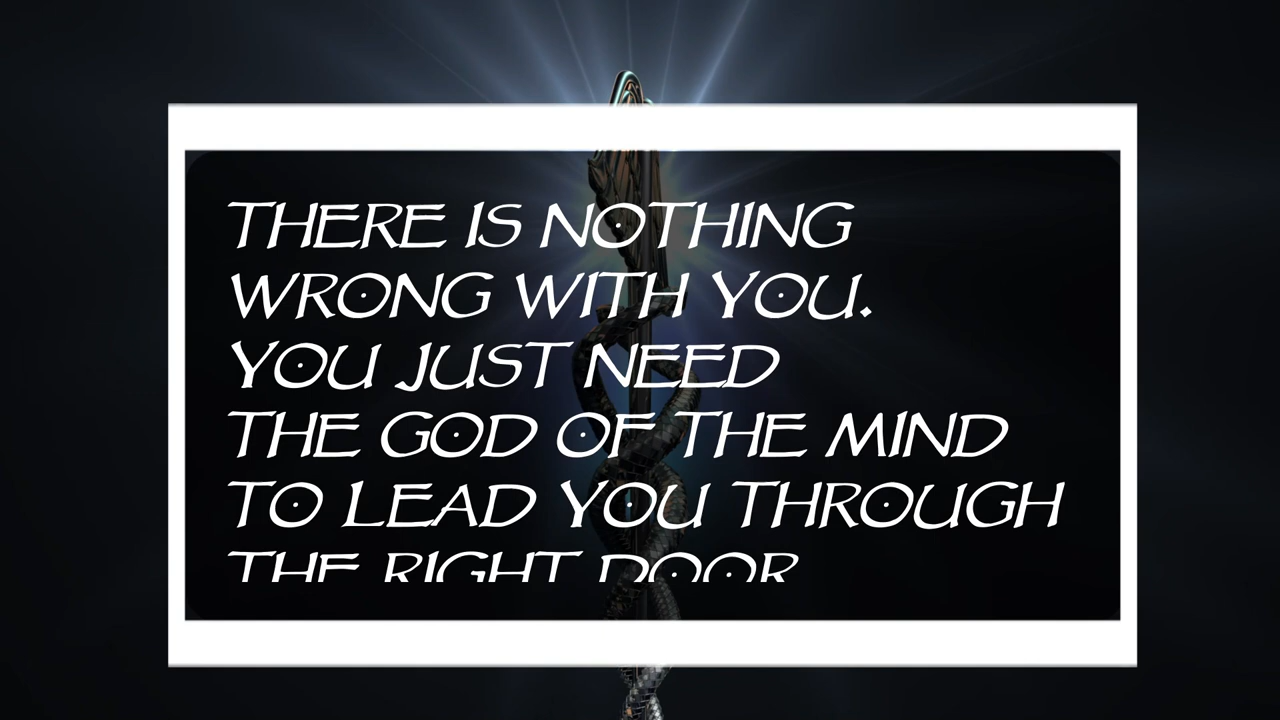 THERE IS NOTHING
WRONG WITH YOU.
YOU JUST NEED
THE GOD OF THE MIND
TO LEAD YOU THROUGH
THE RIGHT DOOR